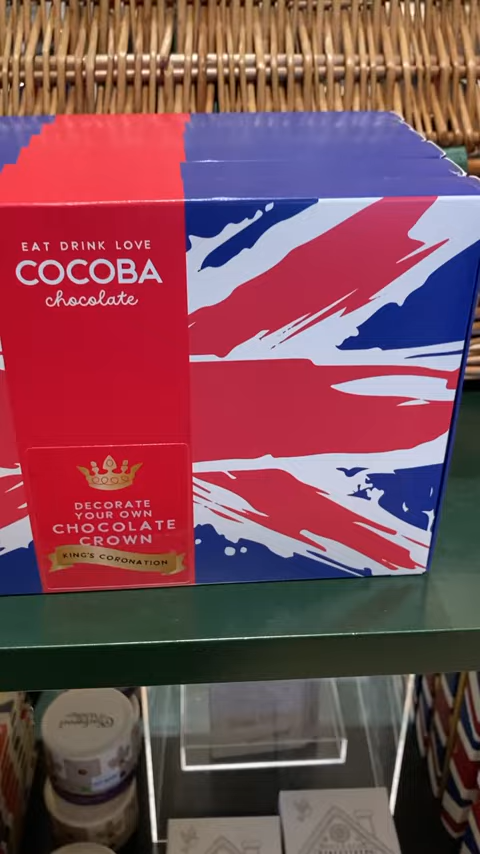 EAT DRINK LOVE
COCOBA
chocolate
DECORATE
YOUR OWN
CHOCOLATE
CROWN
KING'S CORONATION